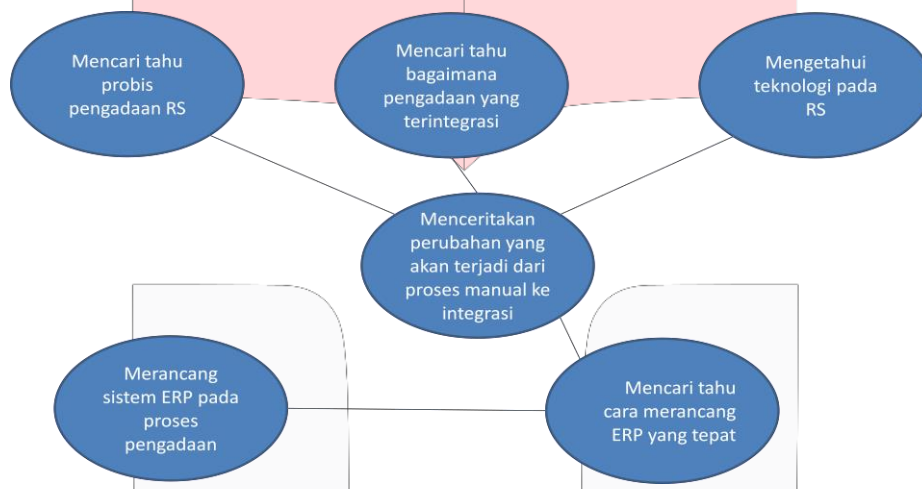 Mencari tahu
probis
pengadaan RS
Mencari tahu
bagaimana
pengadaan yang
terintegrasi
Mengetahui
teknologi pada
RS
Menceritakan
perubahan yang
akan terjadi dari
proses manual ke
integrasi
Merancang
sistem ERP pada
proses
pengadaan
Mencari tahu
cara merancang
ERP yang tepat